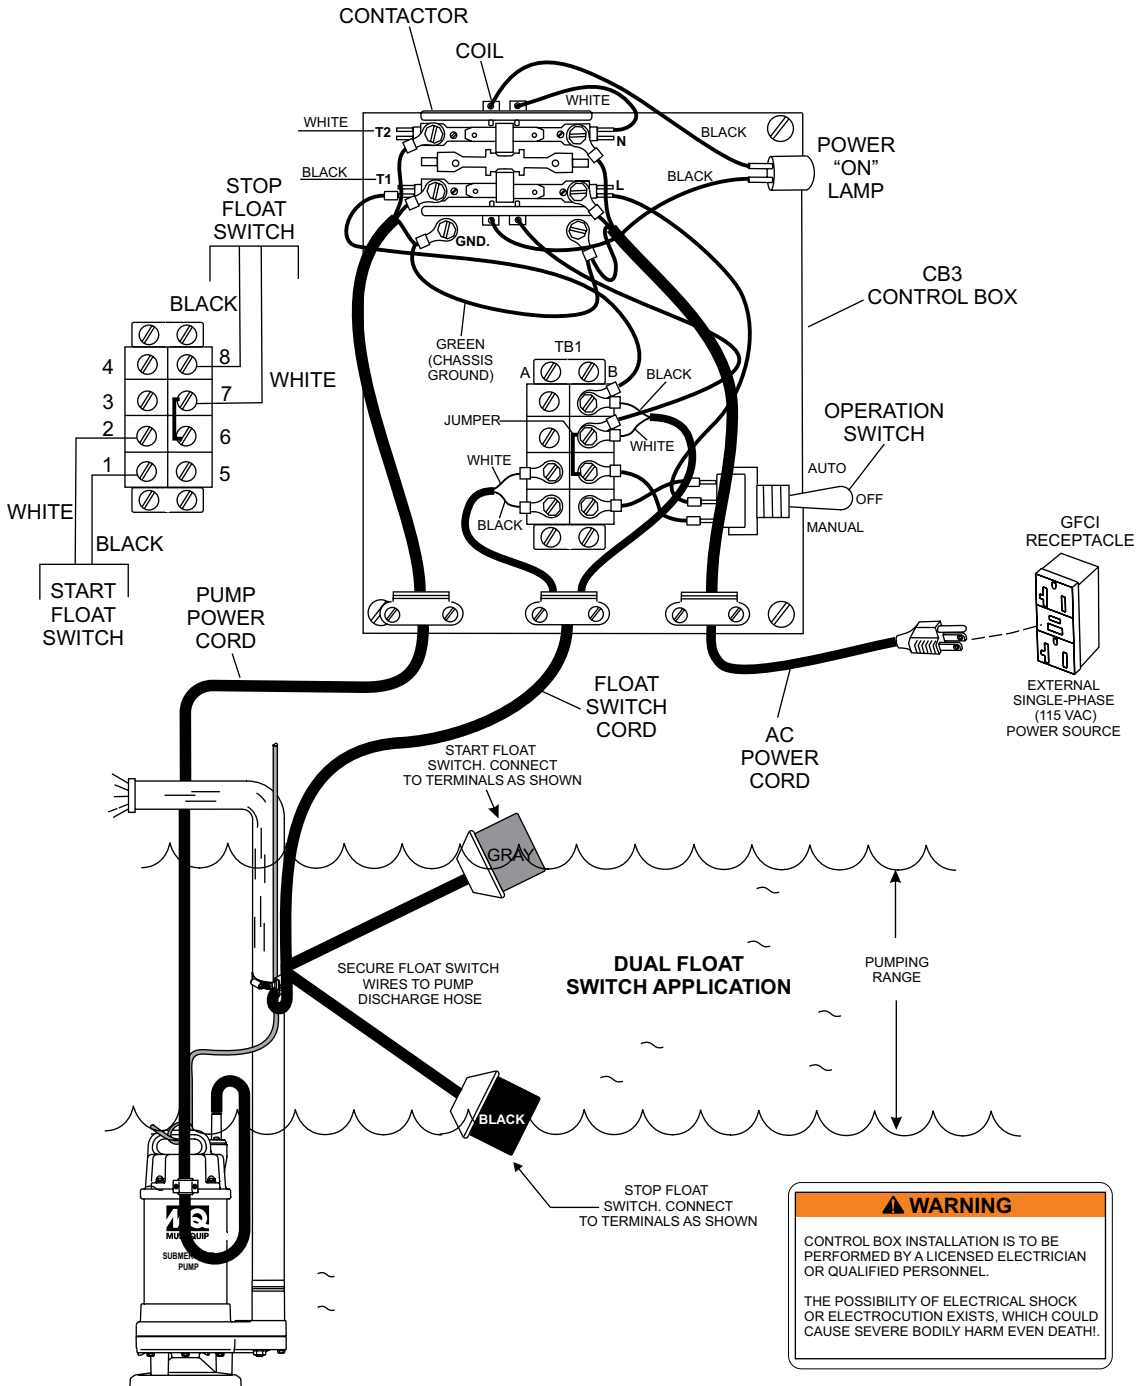 CONTACTOR
COIL
WHITE
WHITE
T2
N
BLACK
BLACK
T1
L
BLACK
POWER
“ON”
LAMP
GND.
STOP
FLOAT
SWITCH
BLACK
WHITE
4
8
3
7
2
6
1
5
WHITE
BLACK
START
FLOAT
SWITCH
GREEN
(CHASSIS
GROUND)
TB1
A
B
BLACK
JUMPER
WHITE
WHITE
BLACK
CB3
CONTROL BOX
OPERATION
SWITCH
AUTO
OFF
MANUAL
GFCI
RECEPTACLE
EXTERNAL
SINGLE-PHASE
(115 VAC)
POWER SOURCE
PUMP
POWER
CORD
FLOAT
SWITCH
CORD
AC
POWER
CORD
START FLOAT
SWITCH. CONNECT
TO TERMINALS AS SHOWN
GRAY
SECURE FLOAT SWITCH
WIRES TO PUMP
DISCHARGE HOSE
DUAL FLOAT
SWITCH APPLICATION
PUMPING
RANGE
BLACK
STOP FLOAT
SWITCH. CONNECT
TO TERMINALS AS SHOWN
MQ
PUMP
WARNING
CONTROL BOX INSTALLATION IS TO BE
PERFORMED BY A LICENSED ELECTRICIAN
OR QUALIFIED PERSONNEL.
THE POSSIBILITY OF ELECTRICAL SHOCK
OR ELECTROCUTION EXISTS, WHICH COULD
CAUSE SEVERE BODILY HARM EVEN DEATH!.